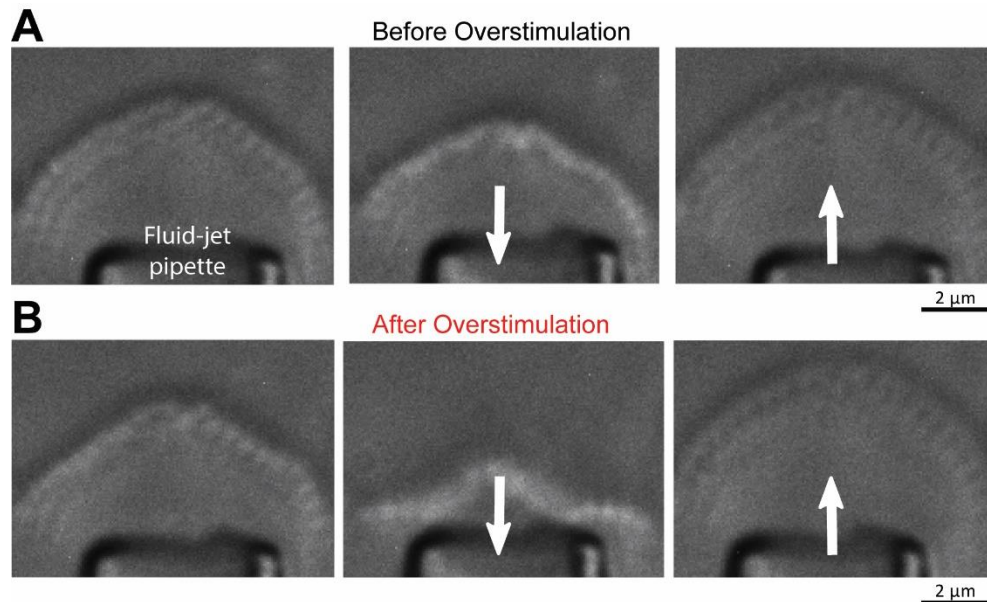 A
Before Overstimulation
Fluid-jet
pipette
2 µm
B
After Overstimulation
2 µm